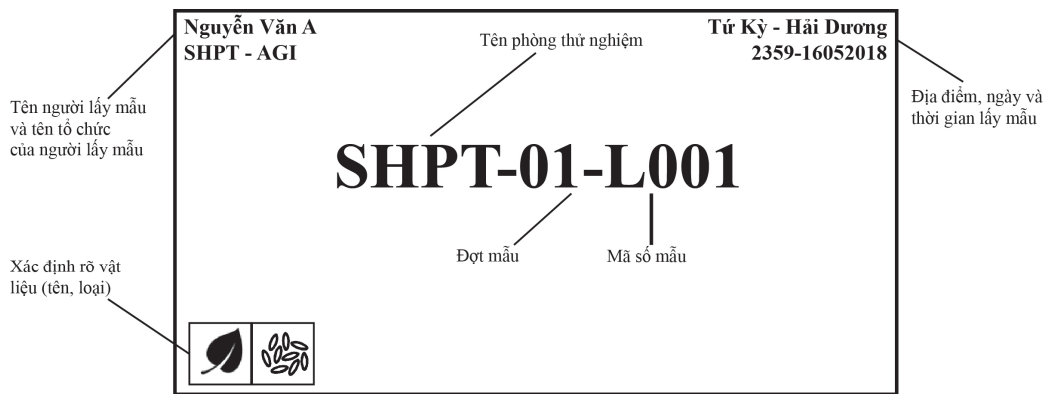 Nguyễn Văn A
SHPT - AGI
Tên phòng thử nghiệm
Tứ Kỳ - Hải Dương
2359-16052018
Tên người lấy mẫu
và tên tổ chức
của người lấy mẫu
Địa điểm, ngày và
thời gian lấy mẫu
SHPT-01-L001
Đợt mẫu
Mã số mẫu
Xác định rõ vật
liệu (tên, loại)